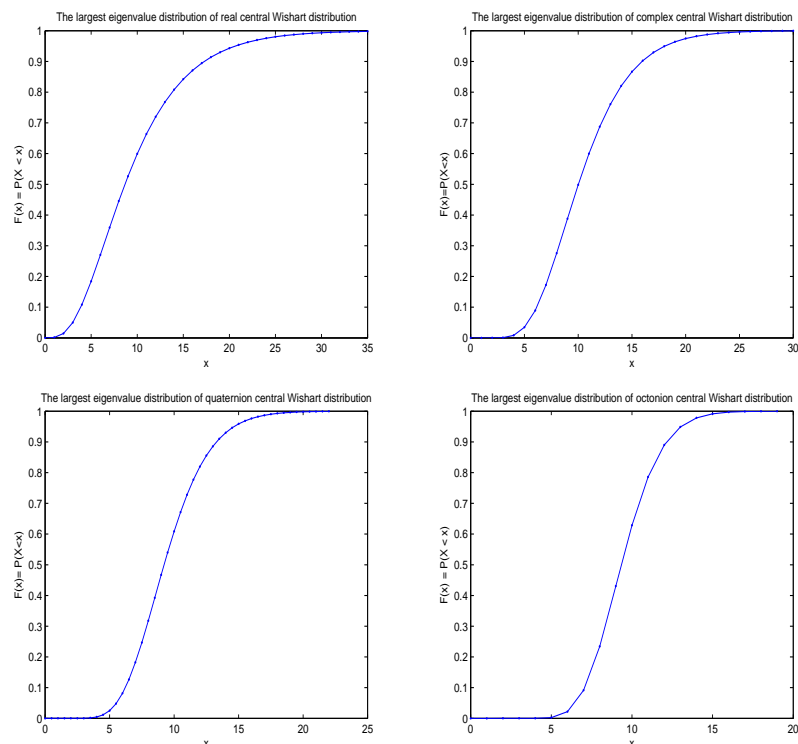 The largest eigenvalue distribution of real central Wishart distribution
1
0.9
0.8
0.7
0.6
0.5
0.4
0.3
0.2
0.1
0
F(x) = P(X < x)
0 5 10 15 20 25 30 35
x
The largest eigenvalue distribution of complex central Wishart distribution
1
0.9
0.8
0.7
0.6
0.5
0.4
0.3
0.2
0.1
0
F(x)=P(X<x)
0 5 10 15 20 25 30
x
The largest eigenvalue distribution of quaternion central Wishart distribution
1
0.9
0.8
0.7
0.6
0.5
0.4
0.3
0.2
0.1
0
F(x)= P(X<x)
0 5 10 15 20 25
x
The largest eigenvalue distribution of octonion central Wishart distribution
1
0.9
0.8
0.7
0.6
0.5
0.4
0.3
0.2
0.1
0
F(x) = P(X < x)
0 5 10 15 20
x